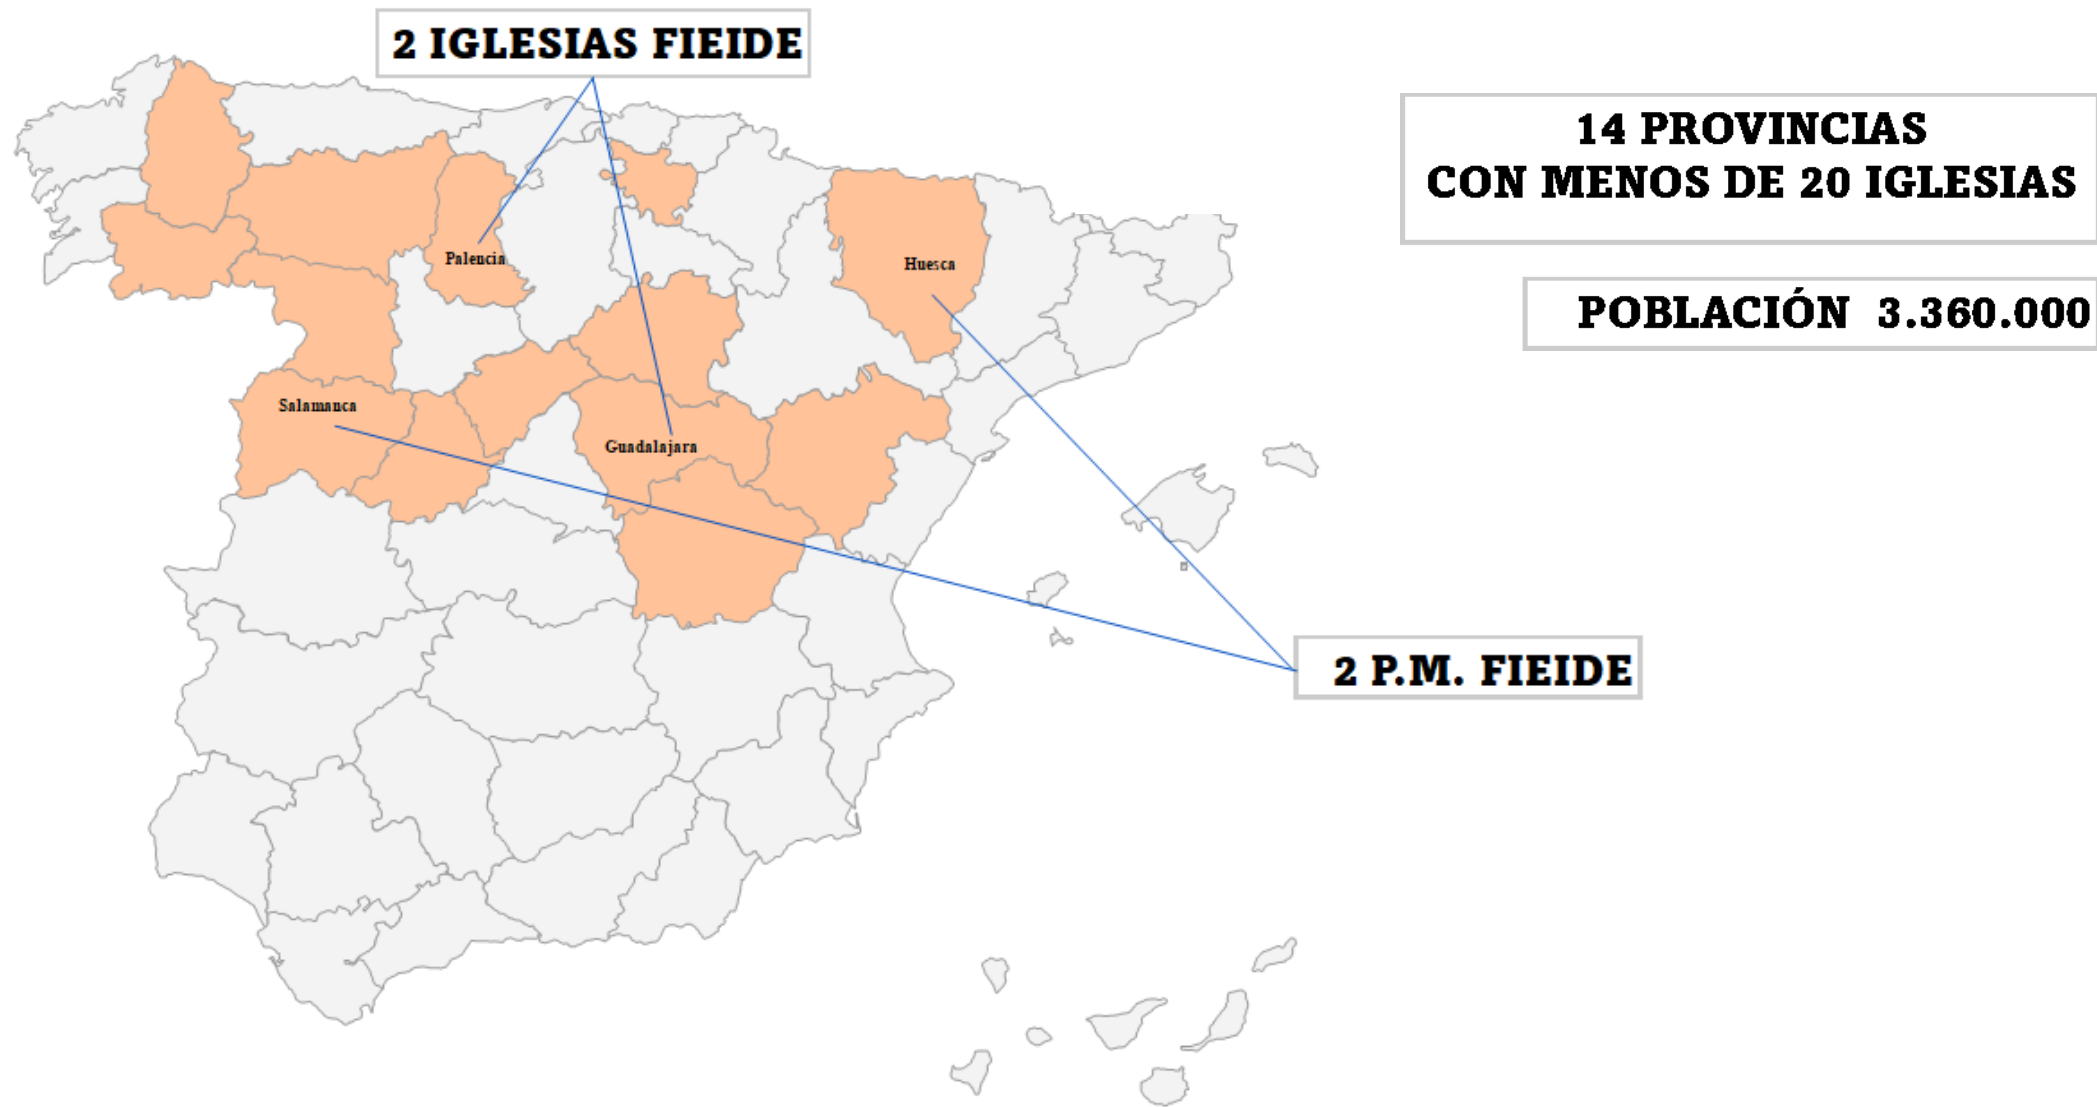 2 IGLESIAS FIEIDE
14 PROVINCIAS
CON MENOS DE 20 IGLESIAS
POBLACIÓN 3.360.000
Palencia
Huesca
Salamanca
Guadalajara
2 P.M. FIEIDE